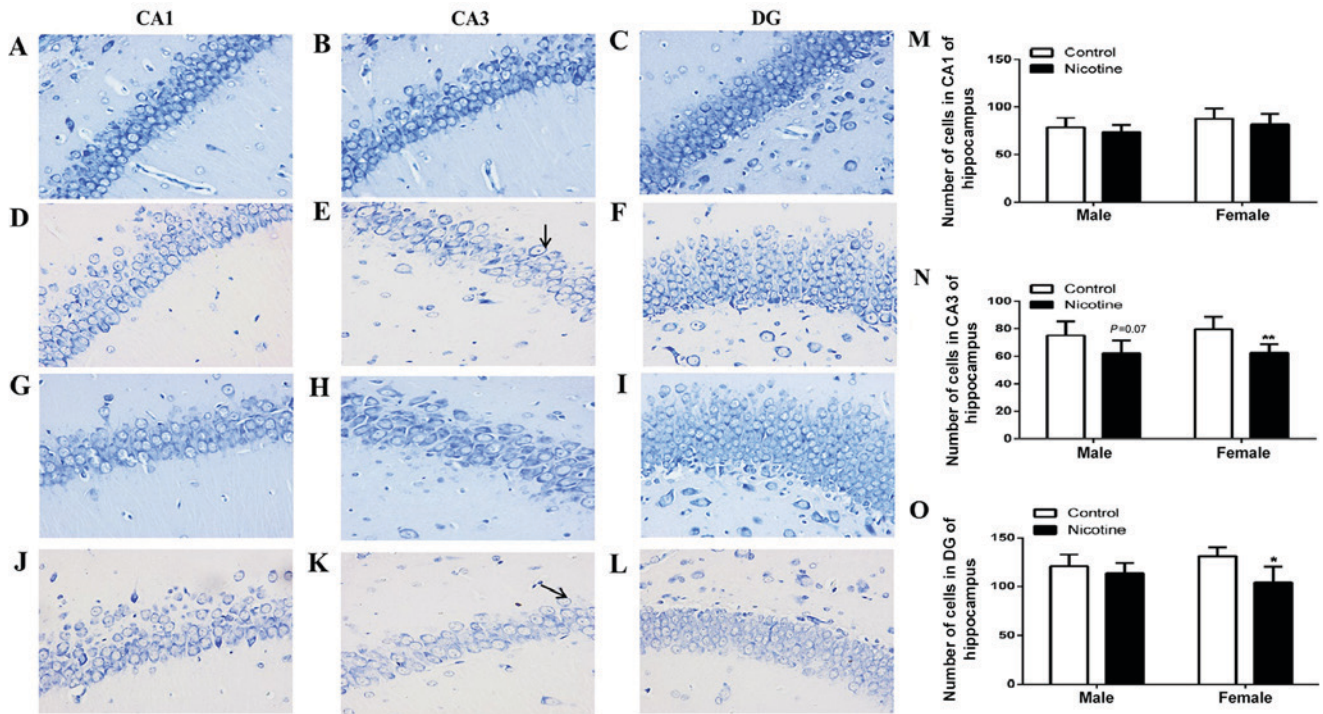 CA1
CA3
DG
A
B
C
D
E
F
G
H
I
J
K
L
M
Number of cells in CA1 of
hippocampus
Control
Nicotine
150
100
50
0
Male
Female
N
Number of cells in CA3 of
hippocampus
Control
Nicotine
100
80
60
40
20
0
P=0.07
**
Male
Female
O
Number of cells in DG of
hippocampus
Control
Nicotine
150
100
50
0
*
Male
Female